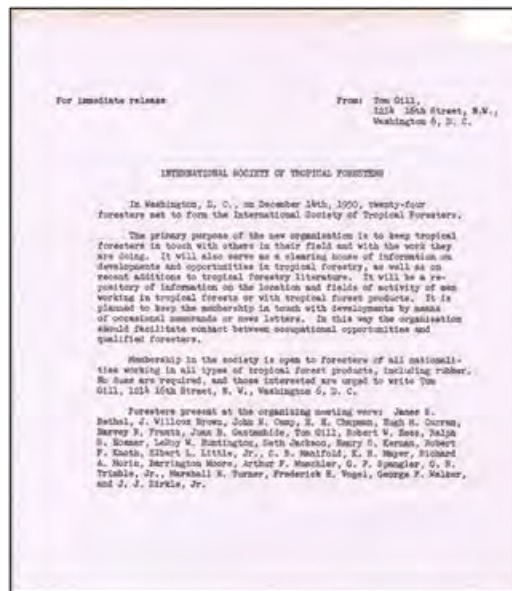 For immediate release
From: Tom Gill,
1214 16th Street, N.W.,
Washington 6, D. C.
INTERNATIONAL SOCIETY OF TROPICAL FORESTERS
In Washington, D. C., on December 14th, 1950, twenty-four
foresters met to form the International Society of Tropical Foresters.
The primary purpose of the new organization is to keep tropical
foresters in touch with others in their field and with the work they
are doing. It will also serve as a clearing house of information on
developments and opportunities in tropical forestry, as well as on
recent additions to tropical forestry literature. It will be a re-
pository of information on the location and fields of activity of men
working in tropical forests or with tropical forest products. It is
planned to keep the membership in touch with developments by means
of occasional memoranda or news letters. In this way the organization
should facilitate contact between occupational opportunities and
qualified foresters.
Membership in the society is open to foresters of all nationali-
ties working in all types of tropical forest products, including rubber.
No dues are required, and those interested are urged to write Tom
Gill, 1214 16th Street, N. W., Washington 6, D. C.
Foresters present at the organizing meeting were: James S.
Bethel, J. Willcox Brown, John H. Chapman, Hugh M. Curran,
Harvey R. Frantz, Tom Gill, Robert W. Hess, Ralph
LeRoy W. Huntington, Seth Jackson, Henry S. Kernan, Robert
F. Knoth, Elbert L. Little, Jr., C. B. Manifold, Mayer, Richard
A. Morin, Barrington Moore, Arthur F. Spangler, G. R.
Trimble, Jr., Marshall H. Turner, Frederick H. Vogel, George P. Walker,
and J. J. Zirkle, Jr.